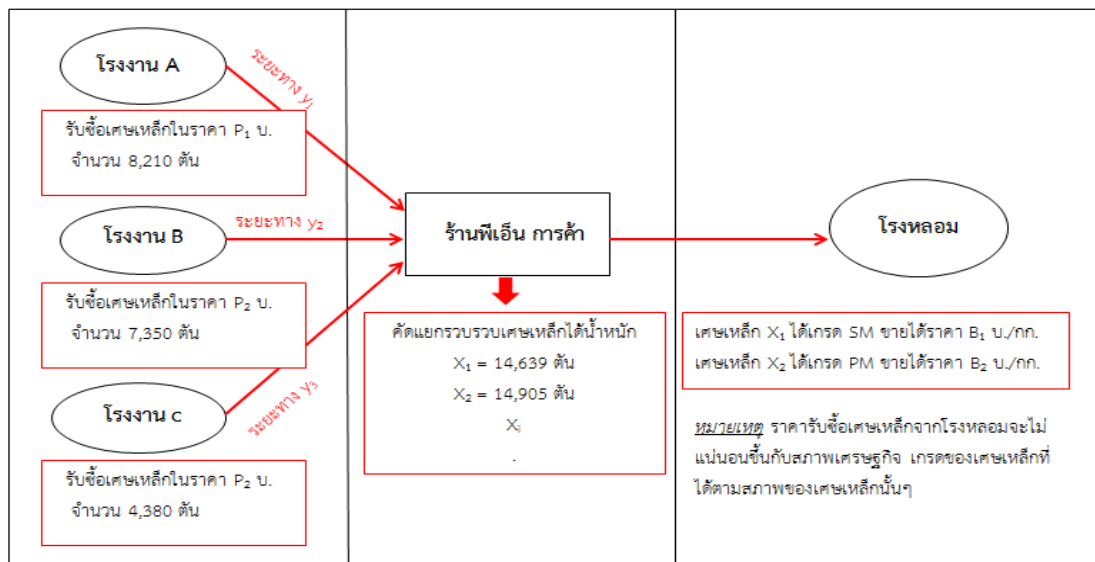 โรงงาน A
ระยะทาง y₁
รับซื้อเศษเหล็กในราคา P₁ บ.
จำนวน 8,210 ตัน
โรงงาน B
ระยะทาง y₂
รับซื้อเศษเหล็กในราคา P₂ บ.
จำนวน 7,350 ตัน
โรงงาน C
ระยะทาง y₃
รับซื้อเศษเหล็กในราคา P₂ บ.
จำนวน 4,380 ตัน
ร้านพีเอ็น การค้า
คัดแยกรวบรวบเศษเหล็กได้น้ำหนัก
X₁ = 14,639 ตัน
X₂ = 14,905 ตัน
Xᵢ
.
โรงหลอม
เศษเหล็ก X₁ ได้เกรด SM ขายได้ราคา B₁ บ./กก.
เศษเหล็ก X₂ ได้เกรด PM ขายได้ราคา B₂ บ./กก.
หมายเหตุ ราคารับซื้อเศษเหล็กจากโรงหลอมจะไม่
แน่นอนขึ้นกับสภาพเศรษฐกิจ เกรดของเศษเหล็กที่
ได้ตามสภาพของเศษเหล็กนั้นๆ